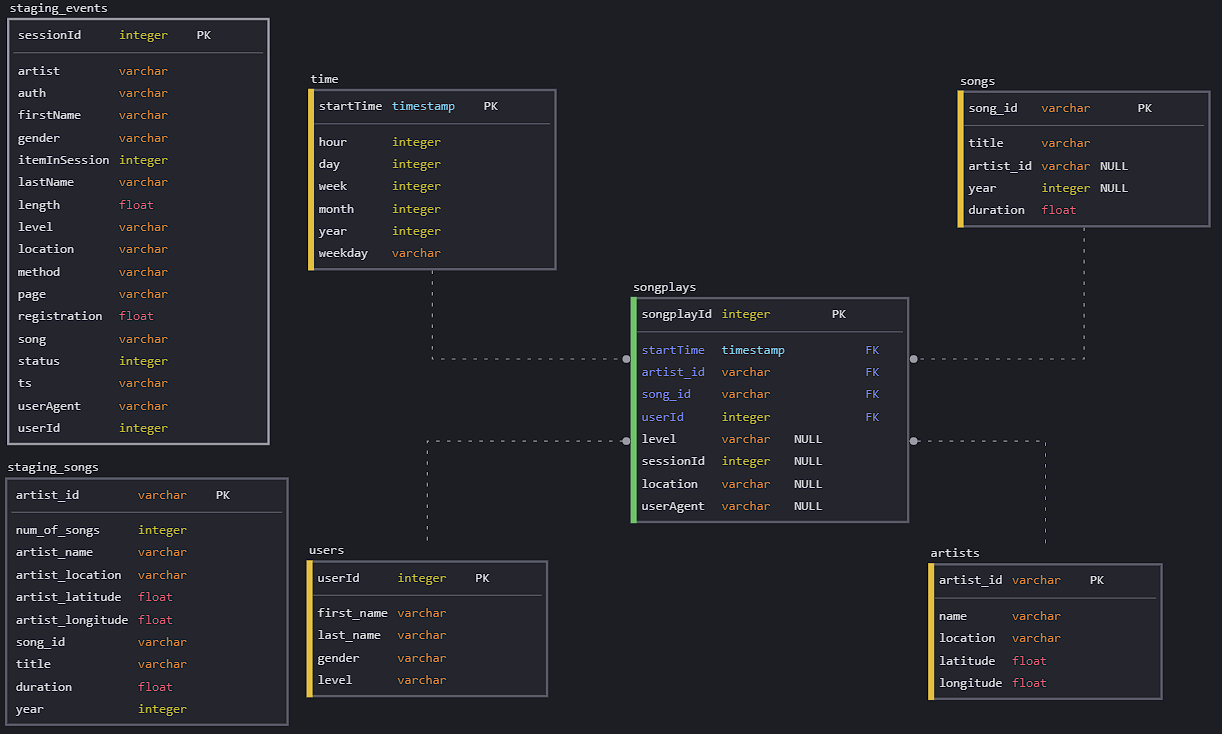 staging_events
sessionId integer PK
artist varchar
auth varchar
firstName varchar
gender varchar
itemInSession integer
lastName varchar
length float
level varchar
location varchar
method varchar
page varchar
registration float
song varchar
status integer
ts varchar
userAgent varchar
userId integer
staging_songs
artist_id varchar PK
num_of_songs integer
artist_name varchar
artist_location varchar
artist_latitude float
artist_longitude float
song_id varchar
title varchar
duration float
year integer
time
startTime timestamp PK
hour integer
day integer
week integer
month integer
year integer
weekday varchar
users
userId integer PK
first_name varchar
last_name varchar
gender varchar
level varchar
songplays
songplayId integer PK
startTime timestamp FK
artist_id varchar FK
song_id varchar FK
userId integer FK
level varchar NULL
sessionId integer NULL
location varchar NULL
userAgent varchar NULL
songs
song_id varchar PK
title varchar
artist_id varchar NULL
year integer NULL
duration float
artists
artist_id varchar PK
name varchar
location varchar
latitude float
longitude float